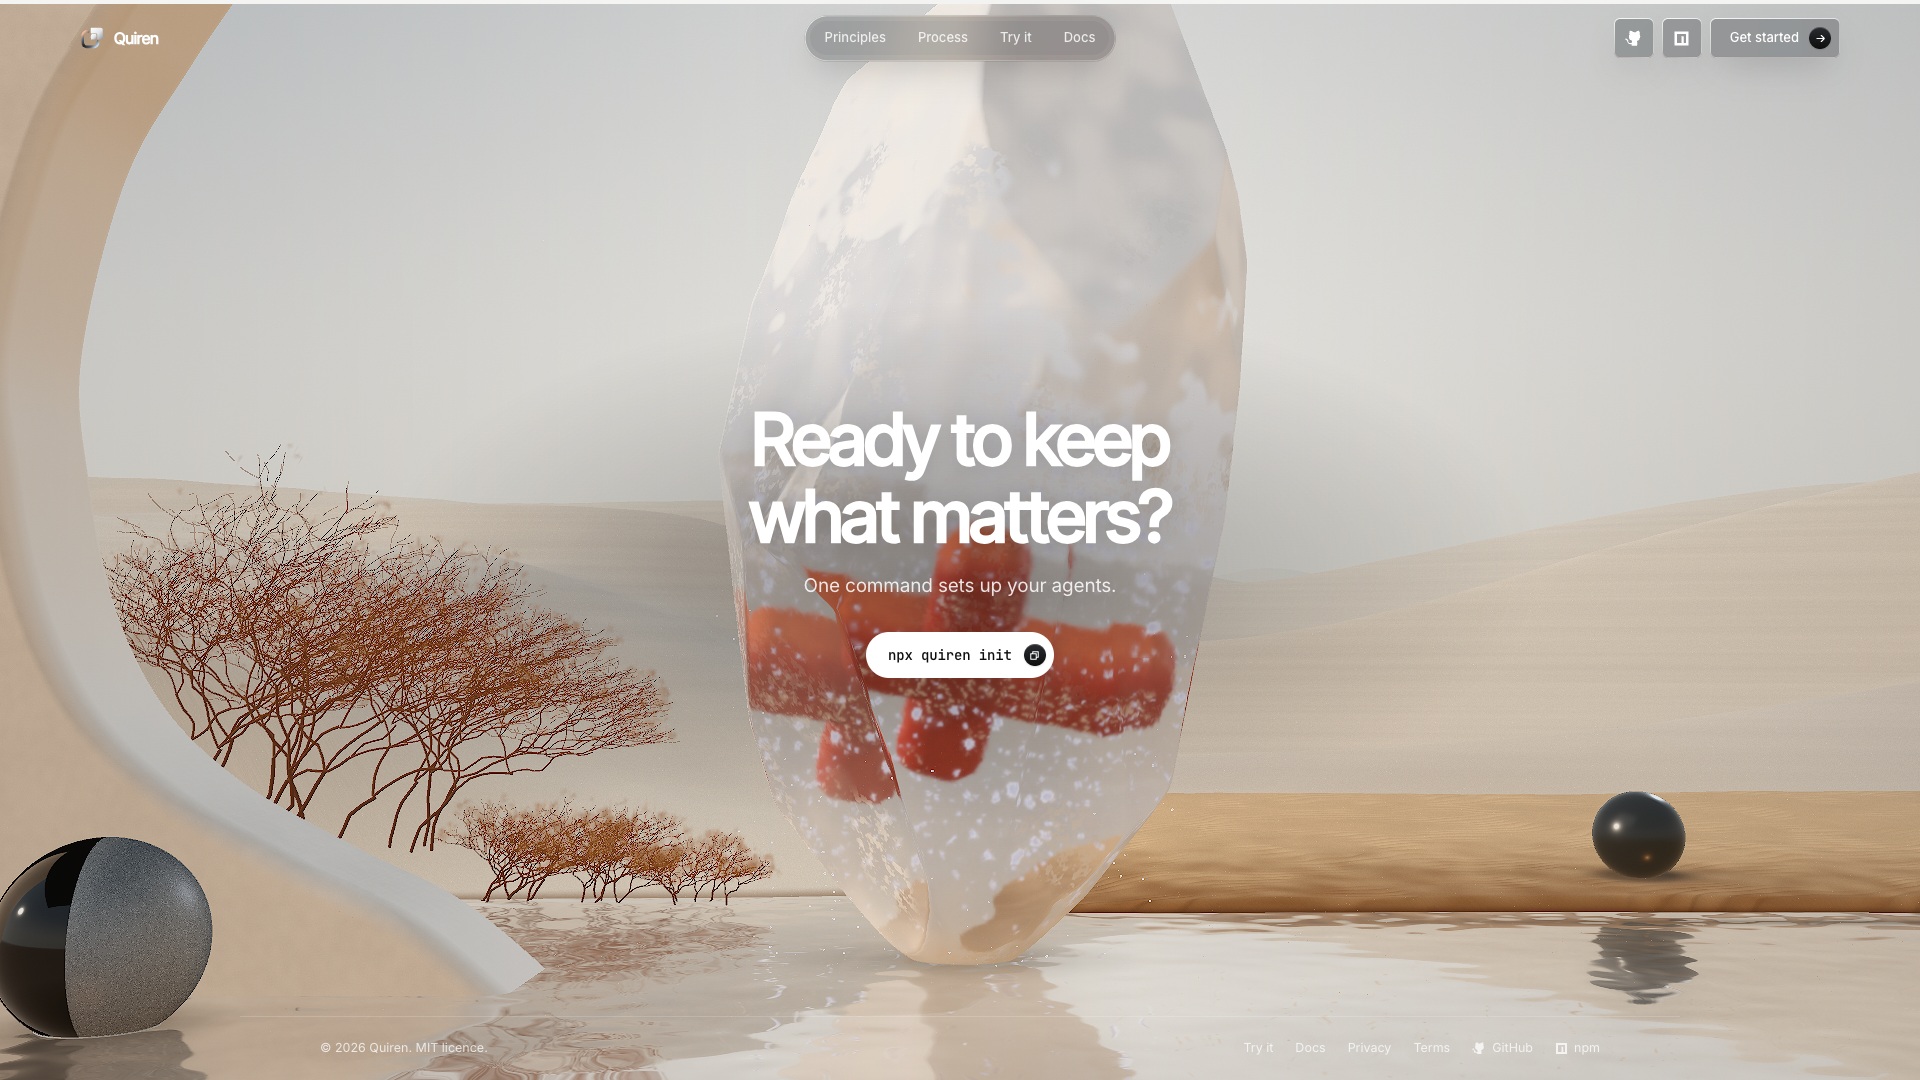 Quiren
Principles
Process
Try it
Docs
Get started
Ready to keep
what matters?
One command sets up your agents.
npx quiren init
© 2026 Quiren. MIT licence.
Try it
Docs
Privacy
Terms
GitHub
npm